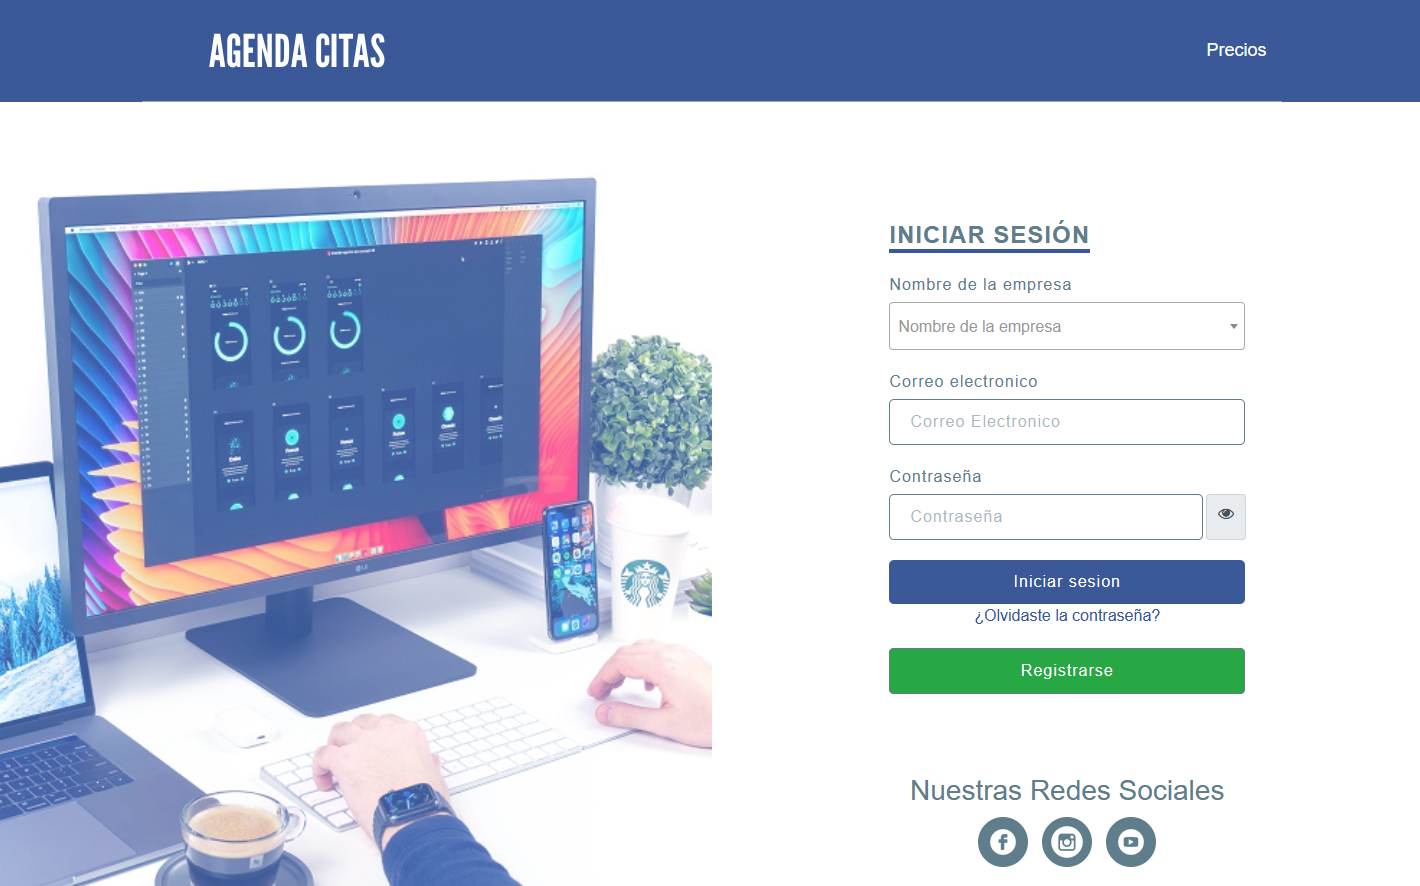 AGENDA CITAS
Precios
INICIAR SESIÓN
Nombre de la empresa
Nombre de la empresa
Correo electronico
Correo Electronico
Contraseña
Contraseña
Iniciar sesion
¿Olvidaste la contraseña?
Registrarse
Nuestras Redes Sociales
LG